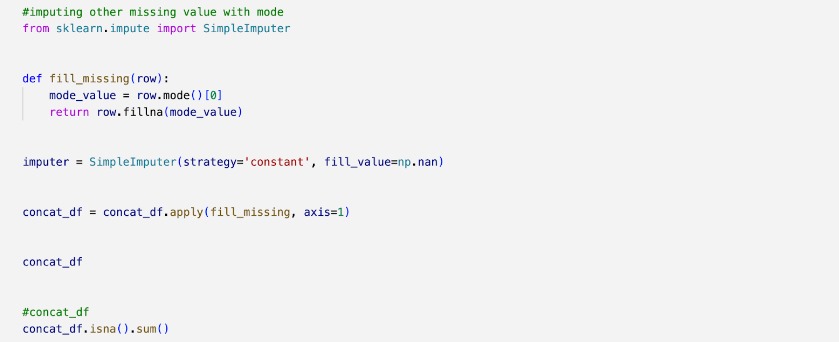 #imputing other missing value with mode
from sklearn.impute import SimpleImputer
def fill_missing(row):
    mode_value = row.mode()[0]
    return row.fillna(mode_value)
imputer = SimpleImputer(strategy='constant', fill_value=np.nan)
concat_df = concat_df.apply(fill_missing, axis=1)
concat_df
#concat_df
concat_df.isna().sum()